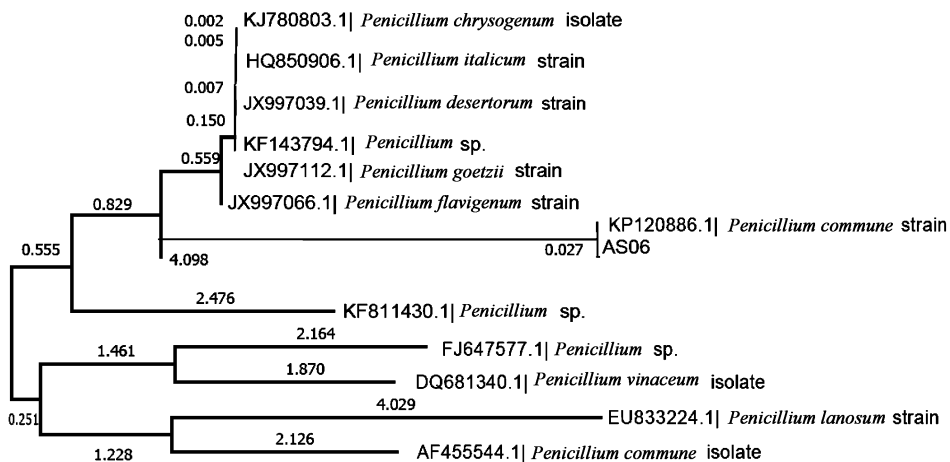 0.002 KJ780803.1| Penicillium chrysogenum isolate
0.005
HQ850906.1| Penicillium italicum strain
0.007
JX997039.1| Penicillium desertorum strain
0.150
KF143794.1| Penicillium sp.
0.559 JX997112.1| Penicillium goetzii strain
JX997066.1| Penicillium flavigenum strain
0.829
KP120886.1| Penicillium commune strain
0.555 0.027 AS06
4.098
2.476
KF811430.1| Penicillium sp.
2.164
1.461 FJ647577.1| Penicillium sp.
1.870
DQ681340.1| Penicillium vinaceum isolate
4.029
0.251 EU833224.1| Penicillium lanosum strain
2.126
1.228 AF455544.1| Penicillium commune isolate